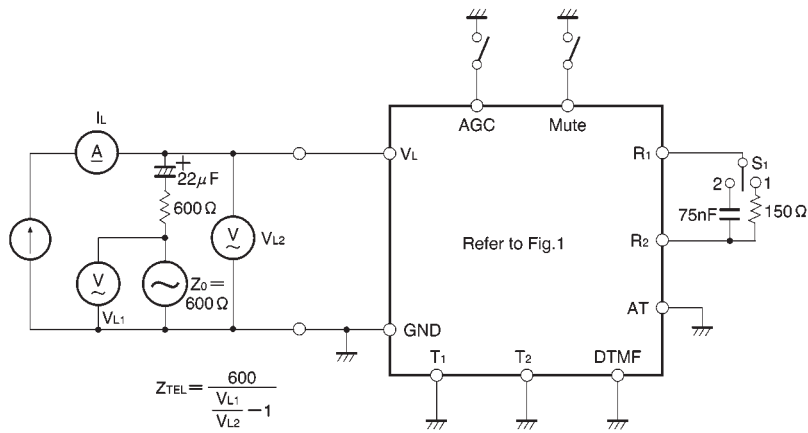 AGC
Mute
IL
A
+
22μF
600Ω
V
VL2
V
VL1
Z0=
600Ω
VL
GND
R1
S1
2
1
75nF
150Ω
R2
AT
Refer to Fig.1
T1
T2
DTMF
ZTEL= 600 / (VL1 / VL2 −1)